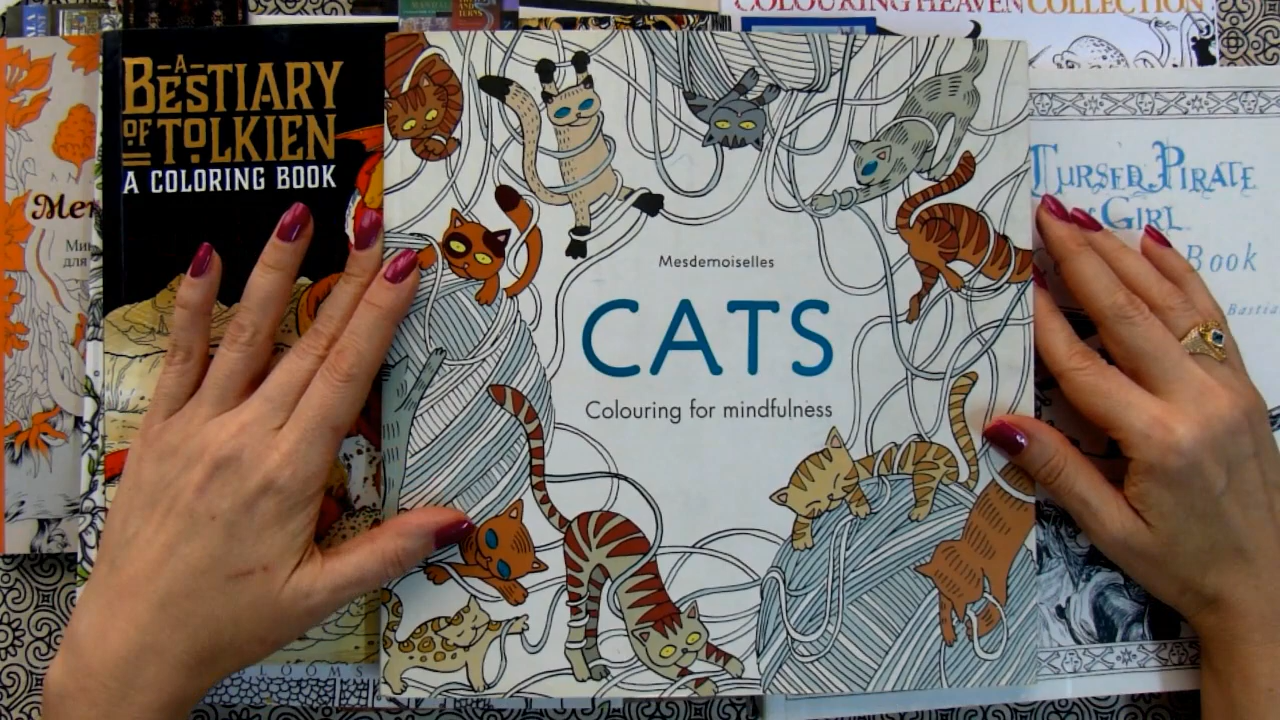 COLOURING HEAVEN COLLECTION
A
BESTIARY
OF TOLKIEN
A COLORING BOOK
Mesdemoiselles
CATS
Colouring for mindfulness
CURSED PIRATE
GIRL
Book